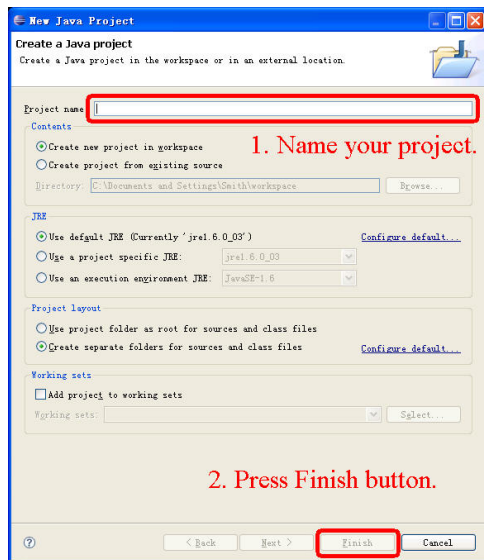 New Java Project
Create a Java project
Create a Java project in the workspace or in an external location.
Project name:
1. Name your project.
Contents
Create new project in workspace
Create project from existing source
Directory: C:\Documents and Settings\Smith\workspace Browse...
JRE
Use default JRE (Currently 'jre1.6.0_03') Configure default...
Use a project specific JRE: jre1.6.0_03
Use an execution environment JRE: JavaSE-1.6
Project layout
Use project folder as root for sources and class files
Create separate folders for sources and class files Configure default...
Working sets
Add project to working sets
Working sets: Select...
2. Press Finish button.
? < Back Next > Finish Cancel